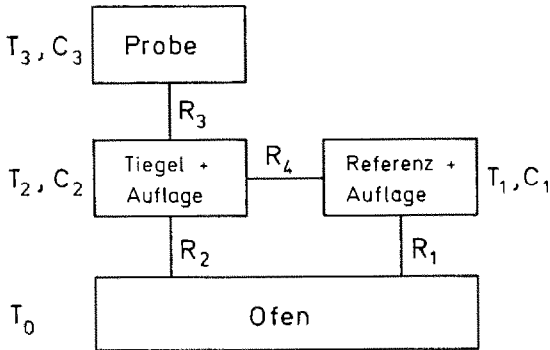 T₃, C₃ Probe
R₃
T₂, C₂ Tiegel + Auflage
R₄
Referenz + Auflage T₁, C₁
R₂ R₁
T₀ Ofen